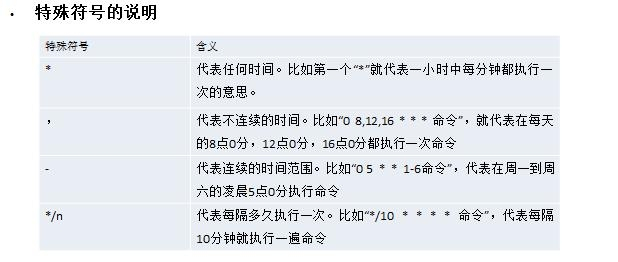 • 特殊符号的说明
特殊符号 含义
* 代表任何时间。比如第一个“*”就代表一小时中每分钟都执行一
次的意思。
， 代表不连续的时间。比如“0 8,12,16 * * * 命令”，就代表在每天
的8点0分，12点0分，16点0分都执行一次命令
- 代表连续的时间范围。比如“0 5 * * 1-6命令”，代表在周一到周
六的凌晨5点0分执行命令
*/n 代表每隔多久执行一次。比如“*/10 * * * * 命令”，代表每隔
10分钟就执行一遍命令